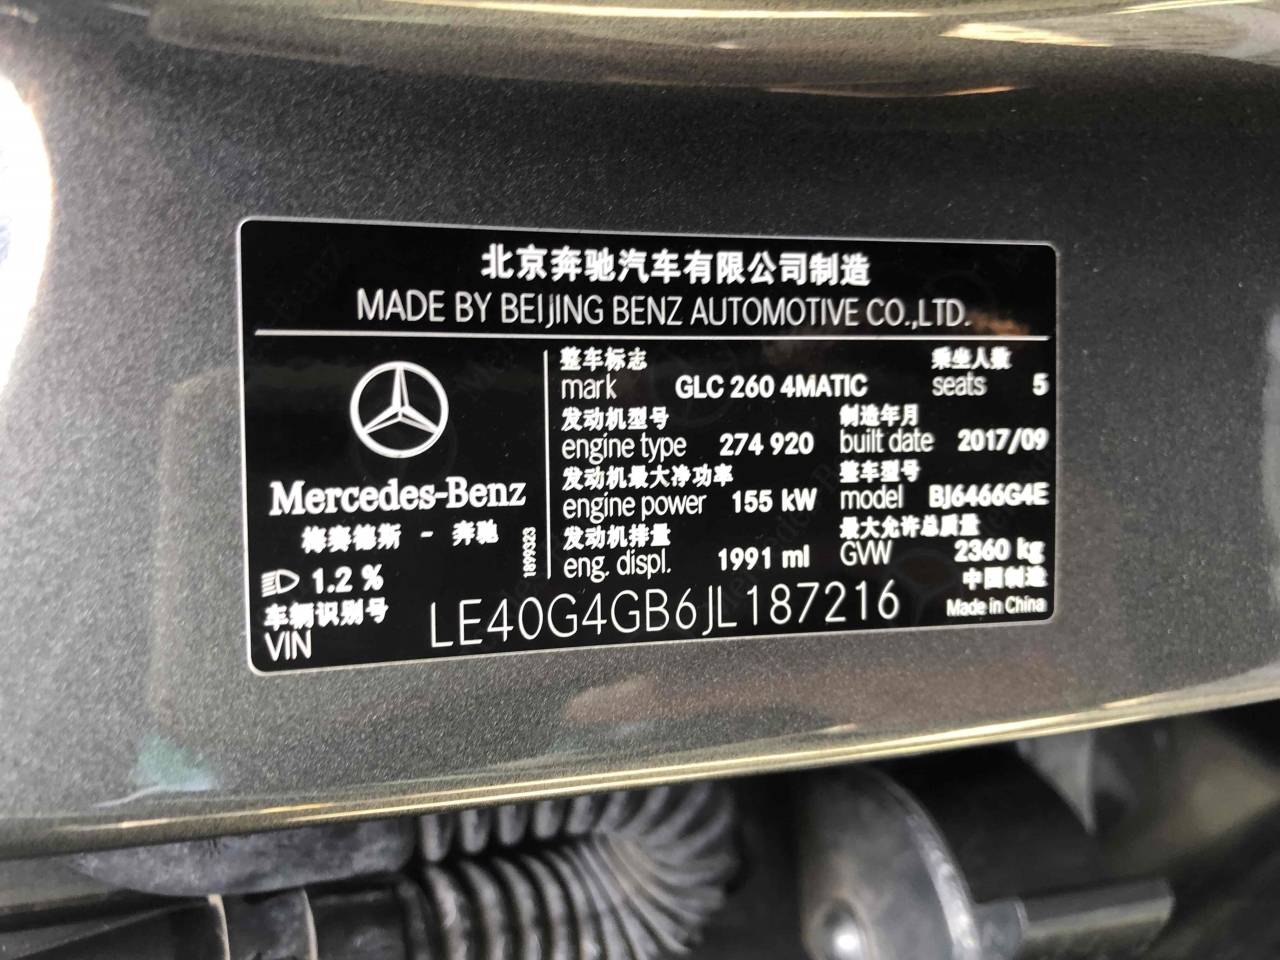 北京奔驰汽车有限公司制造
MADE BY BEIJING BENZ AUTOMOTIVE CO.,LTD.
整车标志 乘坐人数
mark GLC 260 4MATIC seats 5
发动机型号 制造年月
engine type 274 920 built date 2017/09
发动机最大净功率 整车型号
engine power 155 kW model BJ6466G4E
发动机排量 最大允许总质量
eng. displ. 1991 ml GVW 2360 kg
Mercedes-Benz
梅赛德斯 - 奔驰
1899323
1.2 %
中国制造
Made in China
车辆识别号
VIN LE40G4GB6JL187216